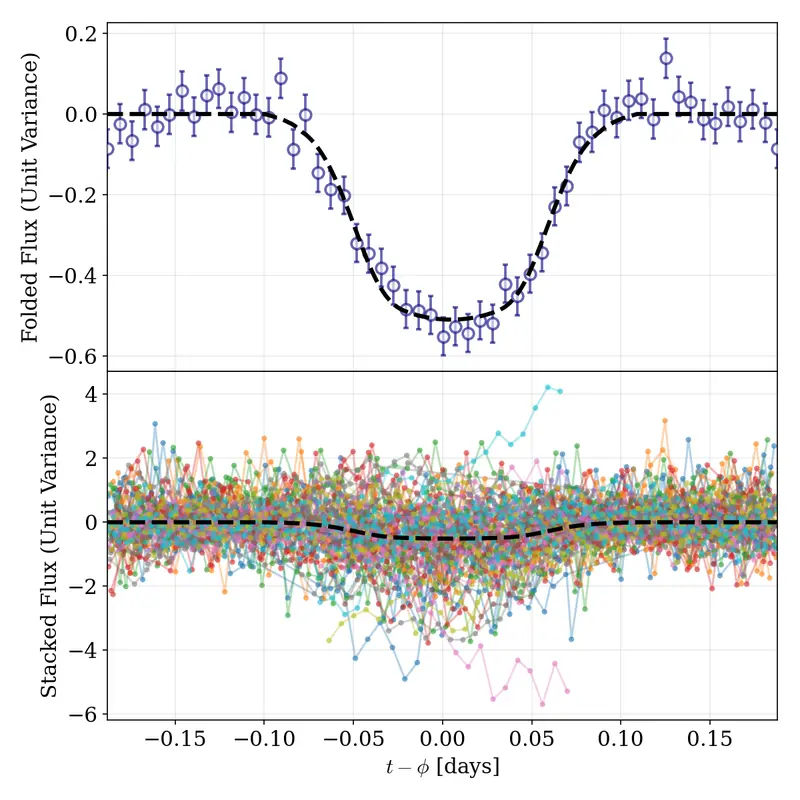 Folded Flux (Unit Variance)
0.2
0.0
−0.2
−0.4
−0.6
Stacked Flux (Unit Variance)
4
2
0
−2
−4
−6
−0.15 −0.10 −0.05 0.00 0.05 0.10 0.15
t − ϕ [days]